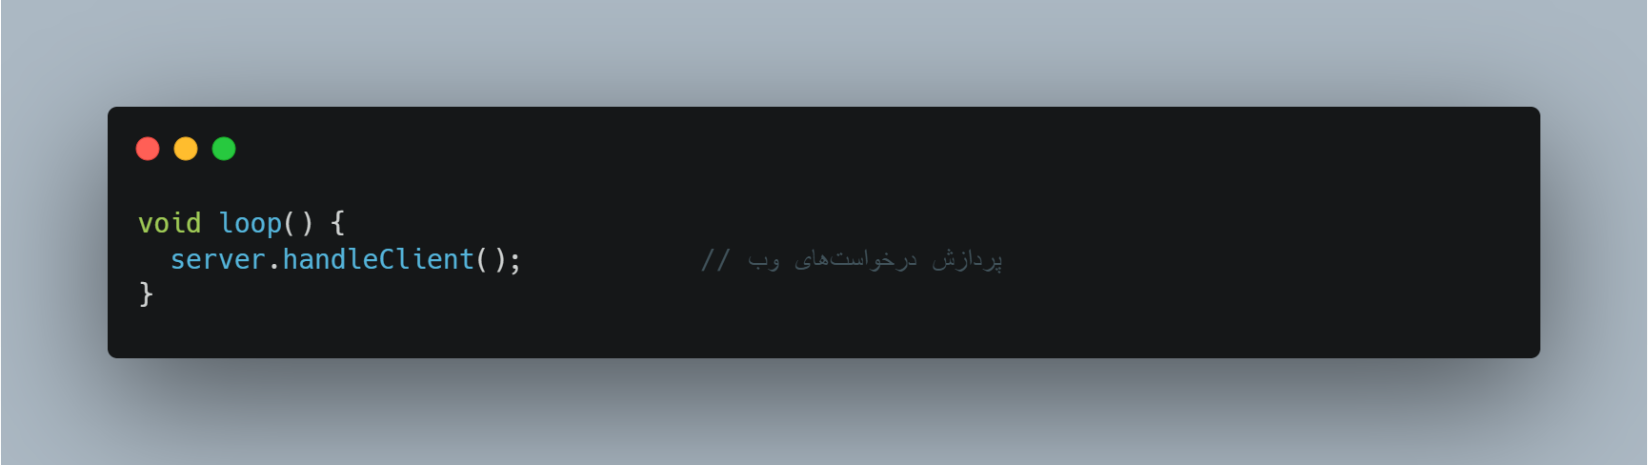 void loop() {
  server.handleClient();           // پردازش درخواست‌های وب
}